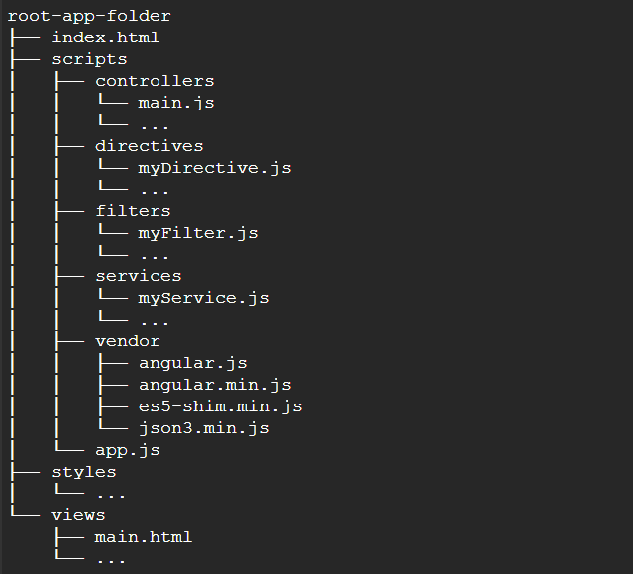 root-app-folder
├── index.html
├── scripts
│   ├── controllers
│   │   └── main.js
│   │   └── ...
│   ├── directives
│   │   └── myDirective.js
│   │   └── ...
│   ├── filters
│   │   └── myFilter.js
│   │   └── ...
│   ├── services
│   │   └── myService.js
│   │   └── ...
│   ├── vendor
│   │   ├── angular.js
│   │   ├── angular.min.js
│   │   ├── es5-shim.min.js
│   │   └── json3.min.js
│   └── app.js
├── styles
│   └── ...
└── views
    ├── main.html
    └── ...